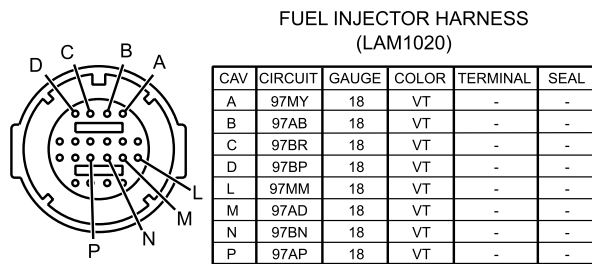 FUEL INJECTOR HARNESS
(LAM1020)
D
C
B
A
L
M
N
P
CAV CIRCUIT GAUGE COLOR TERMINAL SEAL
A 97MY 18 VT - -
B 97AB 18 VT - -
C 97BR 18 VT - -
D 97BP 18 VT - -
L 97MM 18 VT - -
M 97AD 18 VT - -
N 97BN 18 VT - -
P 97AP 18 VT - -